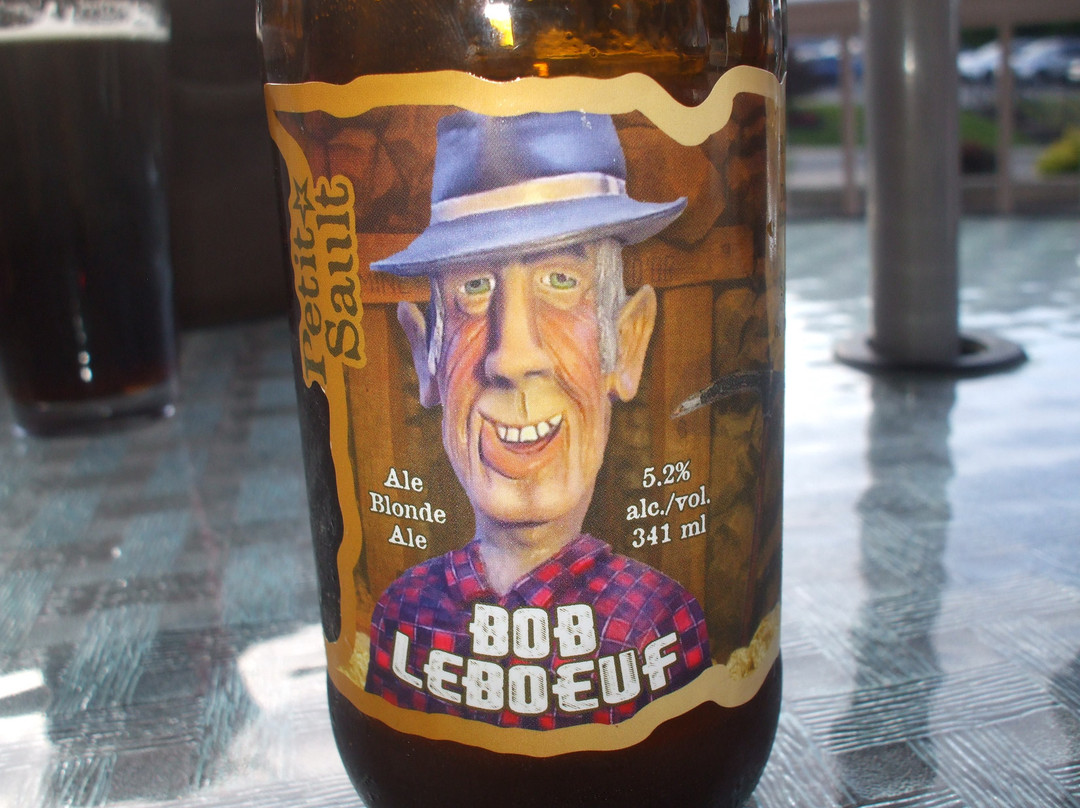 Petit
Sault
Ale
Blonde
Ale
5.2%
alc./vol.
341 ml
BOB
LEBOEUF